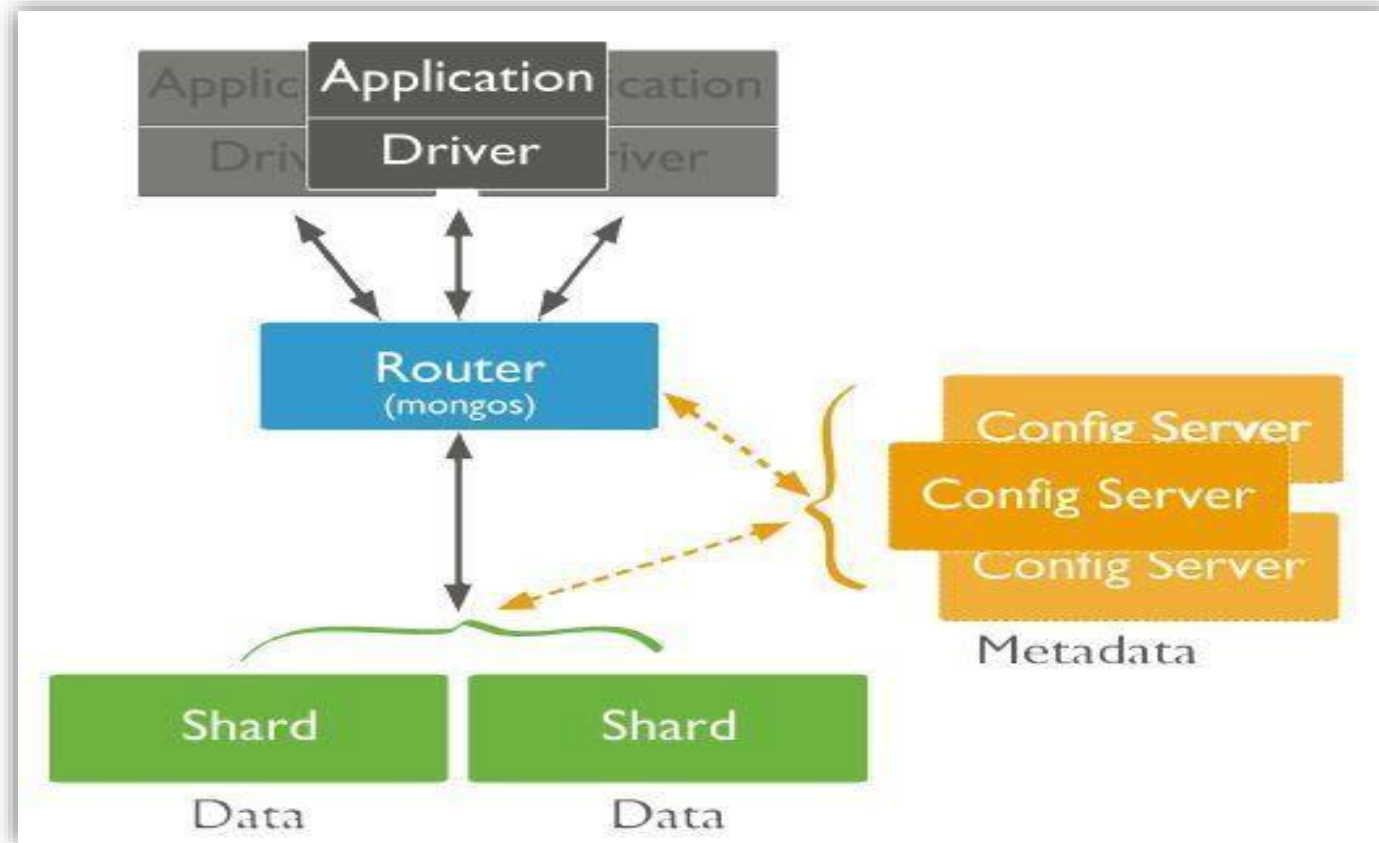 Application
Driver
Router
(mongos)
Config Server
Config Server
Config Server
Metadata
Shard
Shard
Data
Data